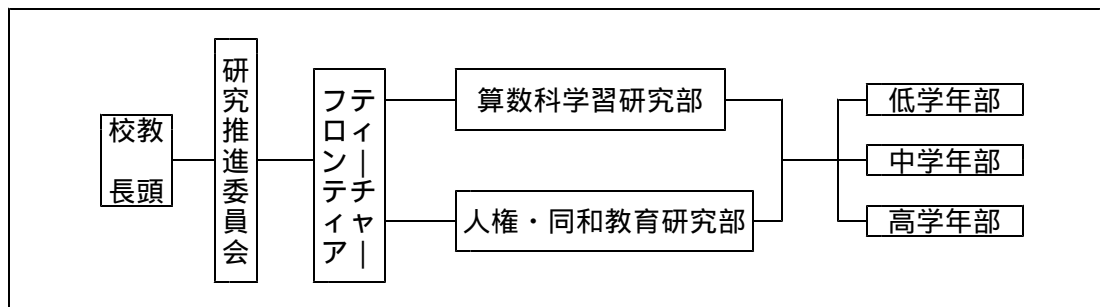 校長
教頭
研究推進委員会
フロンティア
ティーチャー
算数科学習研究部
人権・同和教育研究部
低学年部
中学年部
高学年部